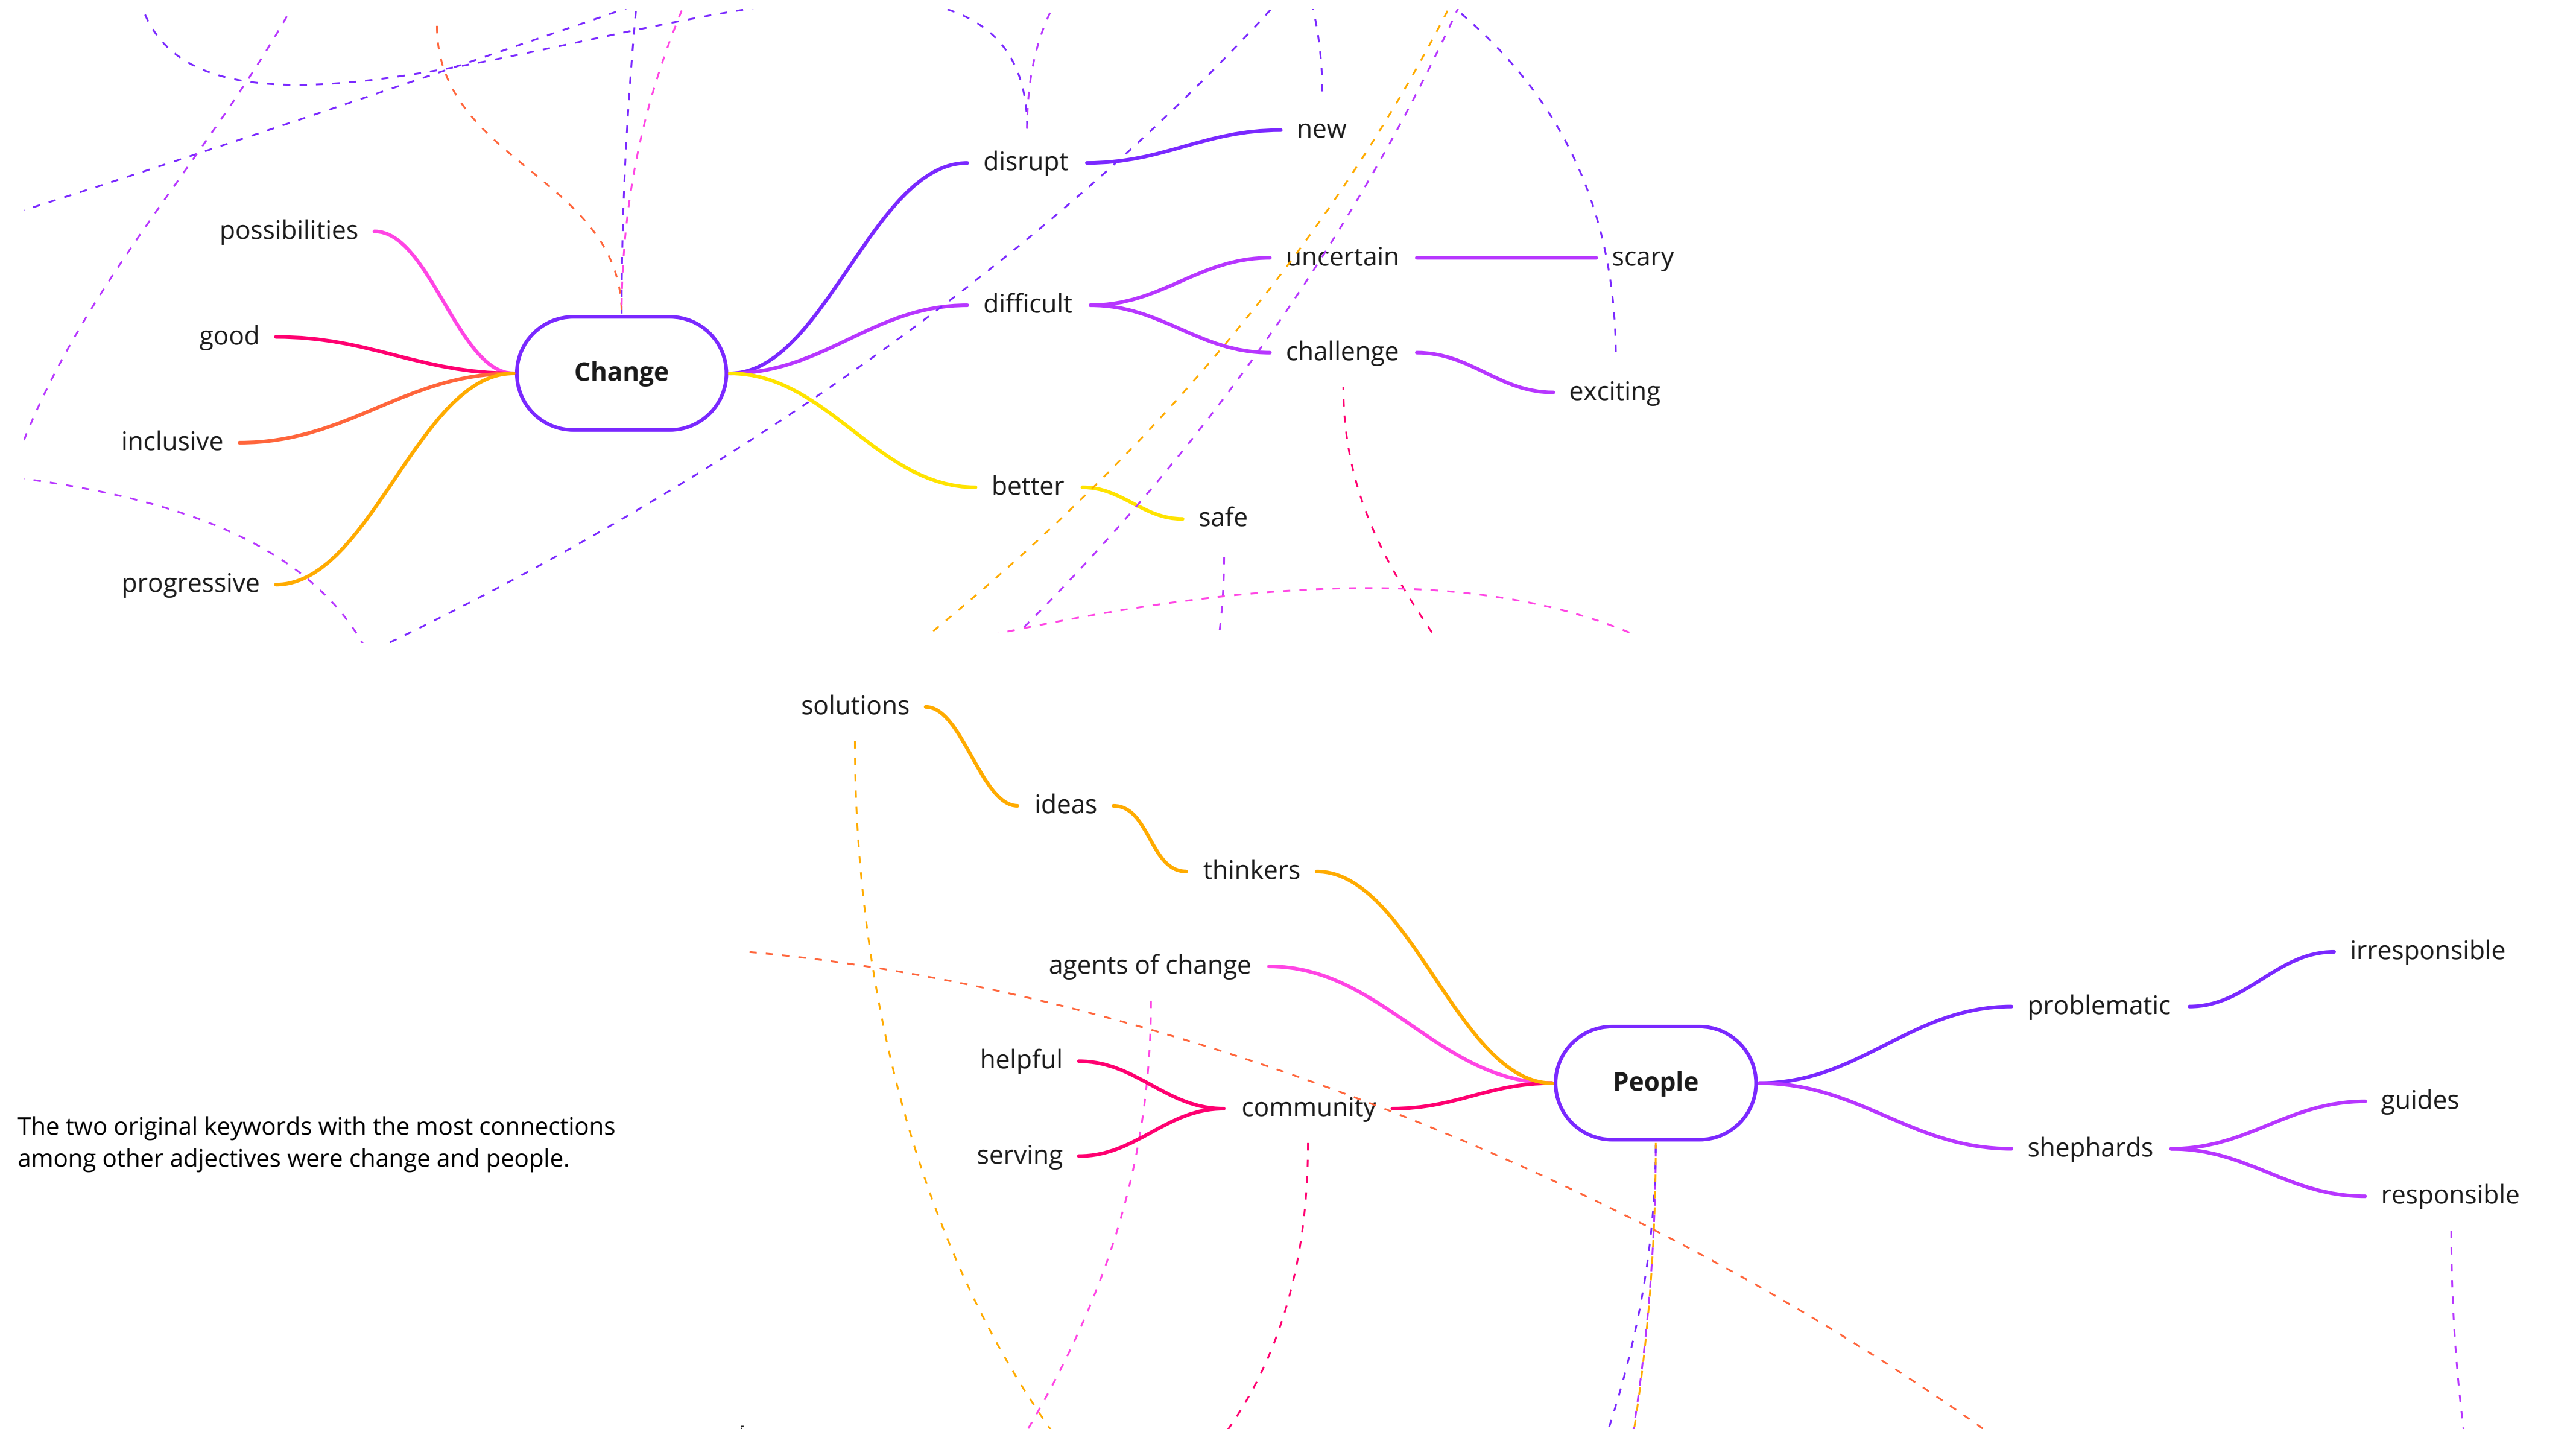 new
disrupt
possibilities
uncertain
scary
difficult
good
Change
challenge
exciting
inclusive
better
safe
progressive
solutions
ideas
thinkers
agents of change
irresponsible
problematic
helpful
People
guides
community
The two original keywords with the most connections
among other adjectives were change and people.
shephards
serving
responsible